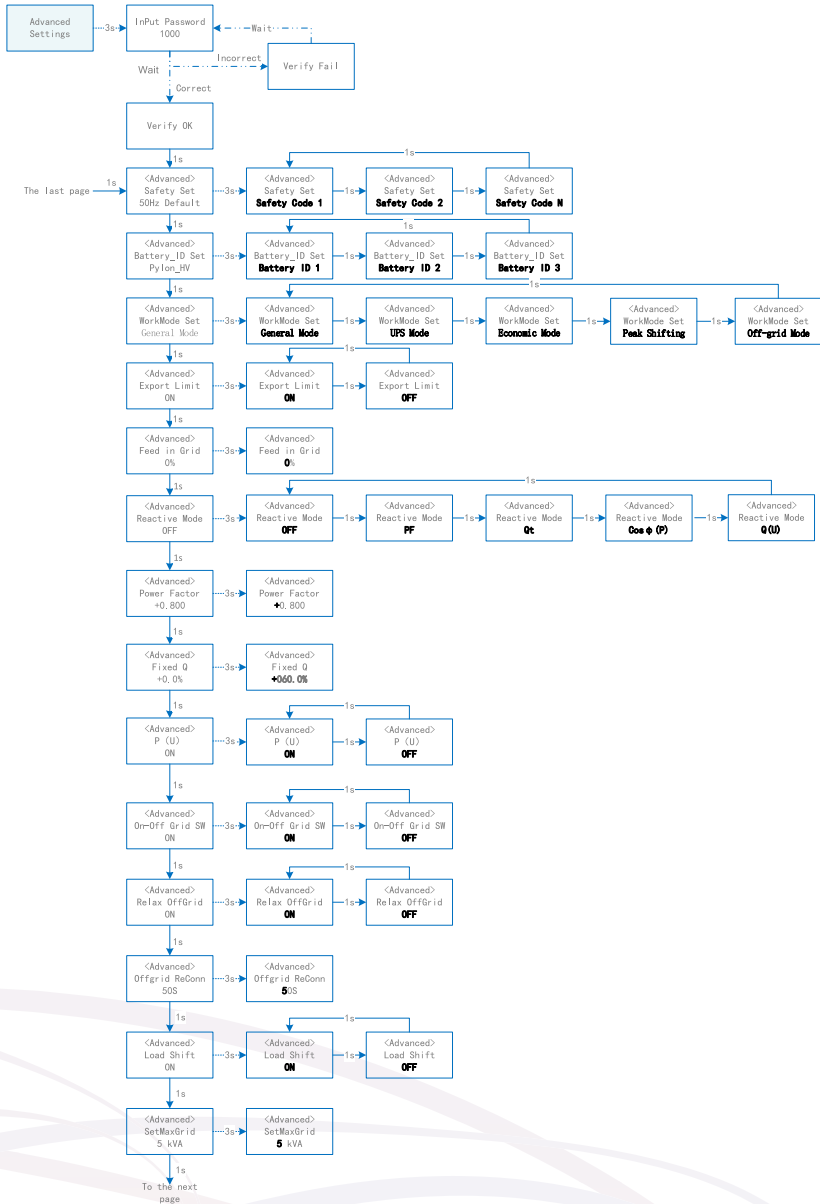 Advanced
Settings
3s
InPut Password
1000
Wait
Incorrect
Verify Fail
Wait
Correct
Verify OK
1s
The last page
1s
<Advanced>
Safety Set
50Hz Default
3s
<Advanced>
Safety Set
Safety Code 1
1s
<Advanced>
Safety Set
Safety Code 2
1s
<Advanced>
Safety Set
Safety Code N
1s
1s
<Advanced>
Battery_ID Set
Pylon_HV
3s
<Advanced>
Battery_ID Set
Battery ID 1
1s
<Advanced>
Battery_ID Set
Battery ID 2
1s
<Advanced>
Battery_ID Set
Battery ID 3
1s
1s
<Advanced>
WorkMode Set
General Mode
3s
<Advanced>
WorkMode Set
General Mode
1s
<Advanced>
WorkMode Set
UPS Mode
1s
<Advanced>
WorkMode Set
Economic Mode
1s
<Advanced>
WorkMode Set
Peak Shifting
1s
<Advanced>
WorkMode Set
Off-grid Mode
1s
1s
<Advanced>
Export Limit
ON
3s
<Advanced>
Export Limit
ON
1s
<Advanced>
Export Limit
OFF
1s
1s
<Advanced>
Feed in Grid
0%
3s
<Advanced>
Feed in Grid
0%
1s
<Advanced>
Reactive Mode
OFF
3s
<Advanced>
Reactive Mode
OFF
1s
<Advanced>
Reactive Mode
PF
1s
<Advanced>
Reactive Mode
Qt
1s
<Advanced>
Reactive Mode
Cos φ (P)
1s
<Advanced>
Reactive Mode
Q(U)
1s
1s
<Advanced>
Power Factor
+0.800
3s
<Advanced>
Power Factor
+0.800
1s
<Advanced>
Fixed Q
+0.0%
3s
<Advanced>
Fixed Q
+060.0%
1s
<Advanced>
P (U)
ON
3s
<Advanced>
P (U)
ON
1s
<Advanced>
P (U)
OFF
1s
1s
<Advanced>
On-Off Grid SW
ON
3s
<Advanced>
On-Off Grid SW
ON
1s
<Advanced>
On-Off Grid SW
OFF
1s
1s
<Advanced>
Relax OffGrid
ON
3s
<Advanced>
Relax OffGrid
ON
1s
<Advanced>
Relax OffGrid
OFF
1s
1s
<Advanced>
Offgrid ReConn
50S
3s
<Advanced>
Offgrid ReConn
50S
1s
<Advanced>
Load Shift
ON
3s
<Advanced>
Load Shift
ON
1s
<Advanced>
Load Shift
OFF
1s
1s
<Advanced>
SetMaxGrid
5 kVA
3s
<Advanced>
SetMaxGrid
5 kVA
1s
To the next
page